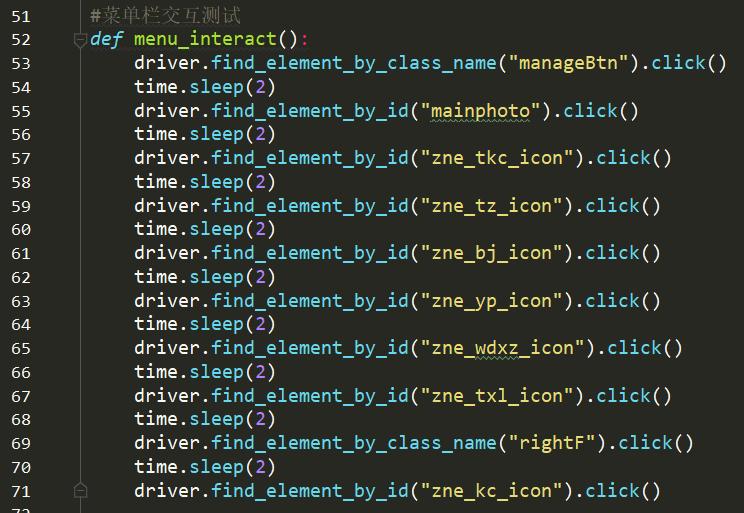 51 #菜单栏交互测试
52 def menu_interact():
53 driver.find_element_by_class_name("manageBtn").click()
54 time.sleep(2)
55 driver.find_element_by_id("mainphoto").click()
56 time.sleep(2)
57 driver.find_element_by_id("zne_tkc_icon").click()
58 time.sleep(2)
59 driver.find_element_by_id("zne_tz_icon").click()
60 time.sleep(2)
61 driver.find_element_by_id("zne_bj_icon").click()
62 time.sleep(2)
63 driver.find_element_by_id("zne_yp_icon").click()
64 time.sleep(2)
65 driver.find_element_by_id("zne_wdxz_icon").click()
66 time.sleep(2)
67 driver.find_element_by_id("zne_txl_icon").click()
68 time.sleep(2)
69 driver.find_element_by_class_name("rightF").click()
70 time.sleep(2)
71 driver.find_element_by_id("zne_kc_icon").click()
72